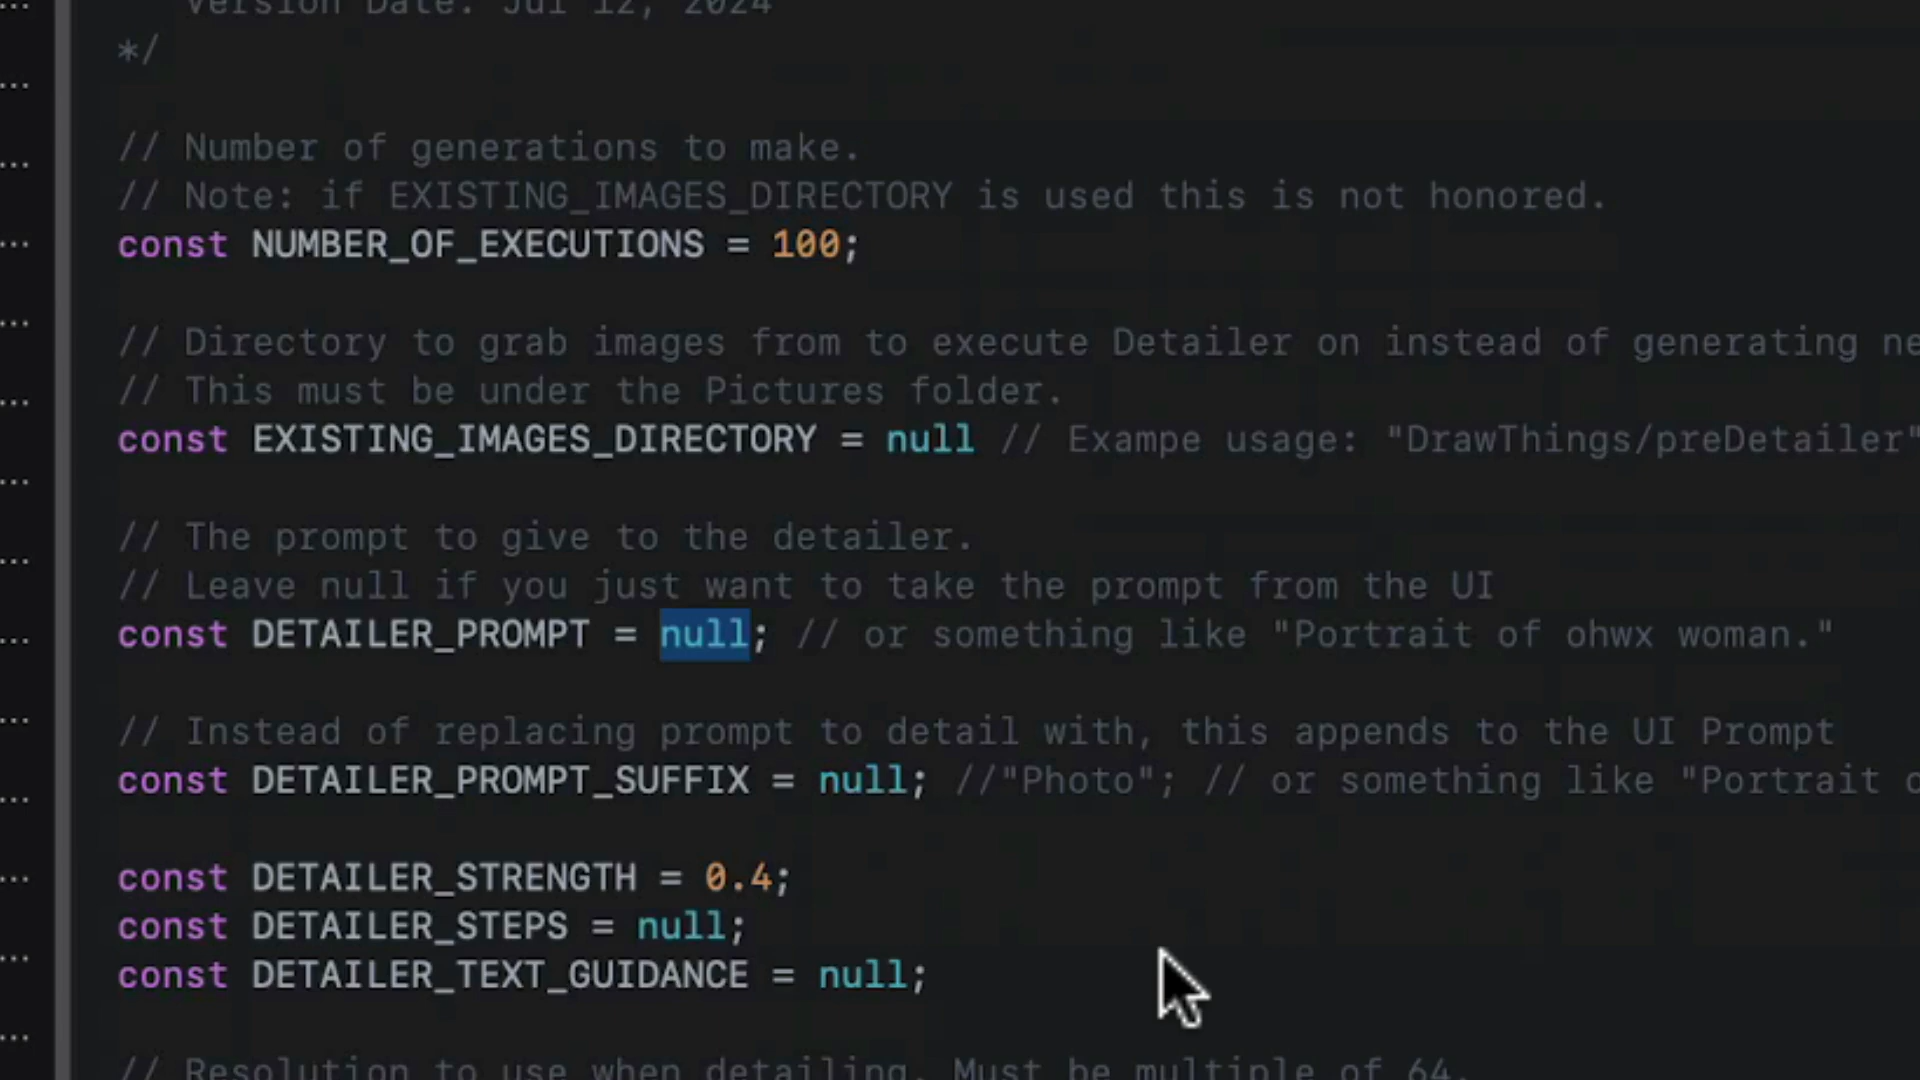 Version Date: Jul 12, 2024
*/
// Number of generations to make.
// Note: if EXISTING_IMAGES_DIRECTORY is used this is not honored.
const NUMBER_OF_EXECUTIONS = 100;
// Directory to grab images from to execute Detailer on instead of generating ne
// This must be under the Pictures folder.
const EXISTING_IMAGES_DIRECTORY = null // Exampe usage: "DrawThings/preDetailer"
// The prompt to give to the detailer.
// Leave null if you just want to take the prompt from the UI
const DETAILER_PROMPT = null; // or something like "Portrait of ohwx woman."
// Instead of replacing prompt to detail with, this appends to the UI Prompt
const DETAILER_PROMPT_SUFFIX = null; //"Photo"; // or something like "Portrait
const DETAILER_STRENGTH = 0.4;
const DETAILER_STEPS = null;
const DETAILER_TEXT_GUIDANCE = null;
// Resolution to use when detailing. Must be multiple of 64.